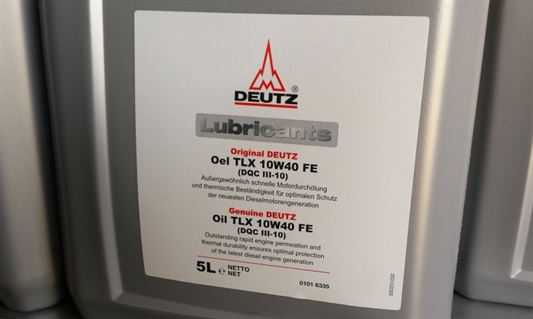 DEUTZ
Lubricants
Original DEUTZ
Oel TLX 10W40 FE
(DQC III-10)
Außergewöhnlich schnelle Motordurchölung
und thermische Beständigkeit für optimalen Schutz
der neuesten Dieselmotorengeneration
Genuine DEUTZ
Oil TLX 10W40 FE
(DQC III-10)
Outstanding rapid engine permeation and
thermal durability ensures optimal protection
of the latest diesel engine generation
5L ℮ NETTO
NET
0101 6335